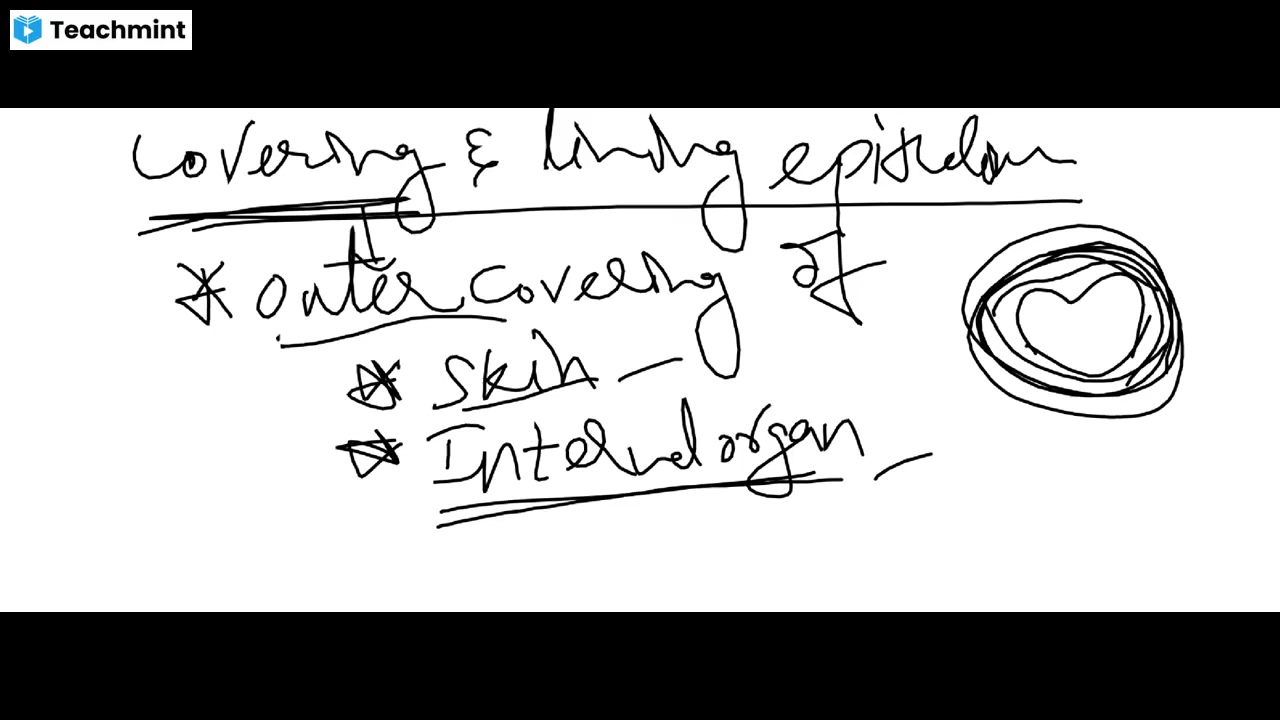 Teachmint
covering & lining epithelium
* outer covering of
* skin –
* Internal organ –